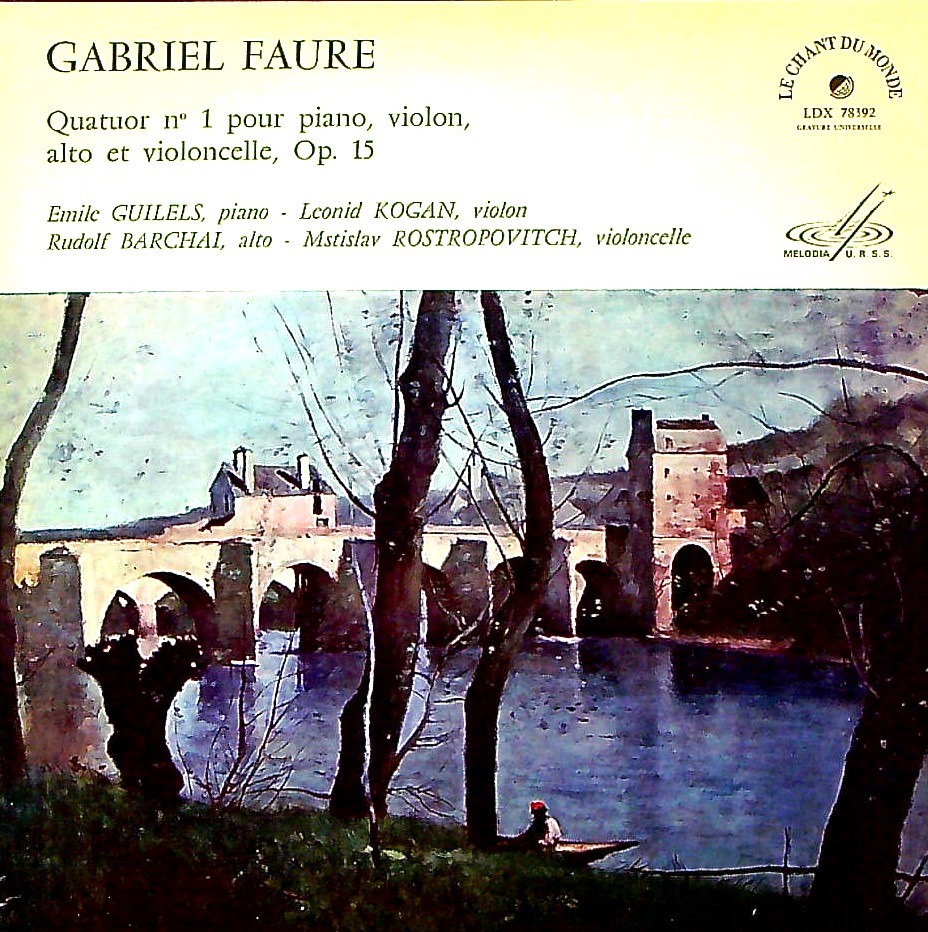 GABRIEL FAURE
Quatuor nº 1 pour piano, violon,
alto et violoncelle, Op. 15
Emile GUILELS, piano - Leonid KOGAN, violon
Rudolf BARCHAI, alto - Mstislav ROSTROPOVITCH, violoncelle
LE CHANT DU MONDE
LDX 78392
GRAVURE UNIVERSELLE
MELODIA U.R.S.S.